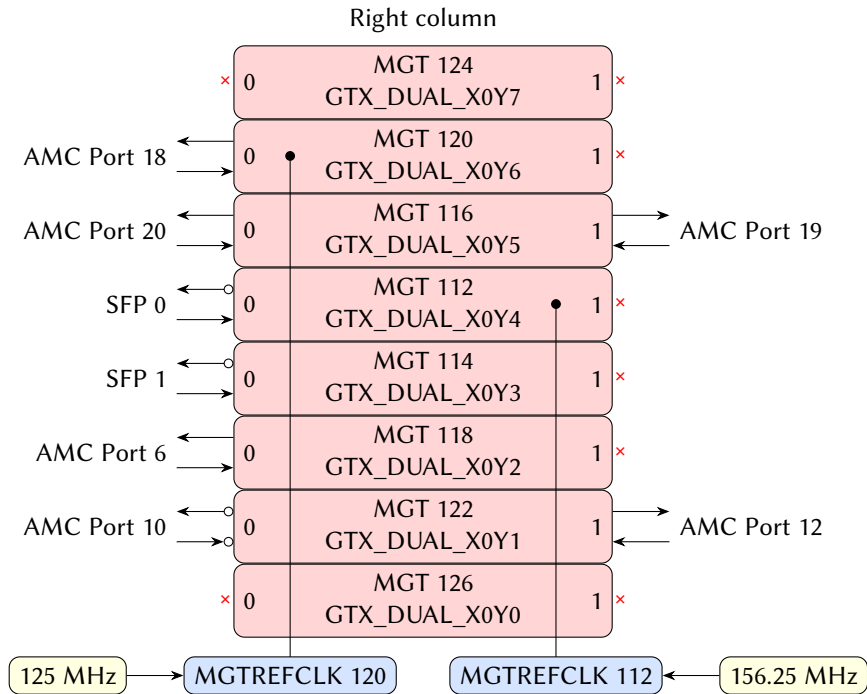 Right column
MGT 124
0 1
GTX_DUAL_X0Y7
MGT 120
AMC Port 18 0 1
GTX_DUAL_X0Y6
MGT 116
AMC Port 20 0 1 AMC Port 19
GTX_DUAL_X0Y5
MGT 112
SFP 0 0 1
GTX_DUAL_X0Y4
MGT 114
SFP 1 0 1
GTX_DUAL_X0Y3
MGT 118
AMC Port 6 0 1
GTX_DUAL_X0Y2
MGT 122
AMC Port 10 0 1 AMC Port 12
GTX_DUAL_X0Y1
MGT 126
0 1
GTX_DUAL_X0Y0
125 MHz MGTREFCLK 120 MGTREFCLK 112 156.25 MHz